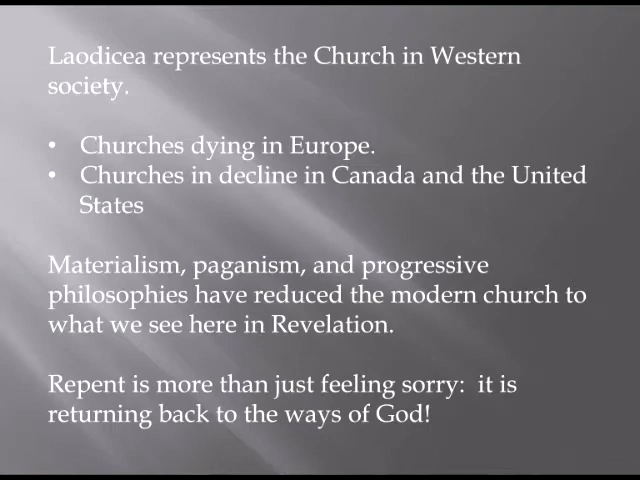 Laodicea represents the Church in Western
society.
• Churches dying in Europe.
• Churches in decline in Canada and the United
States
Materialism, paganism, and progressive
philosophies have reduced the modern church to
what we see here in Revelation.
Repent is more than just feeling sorry:  it is
returning back to the ways of God!